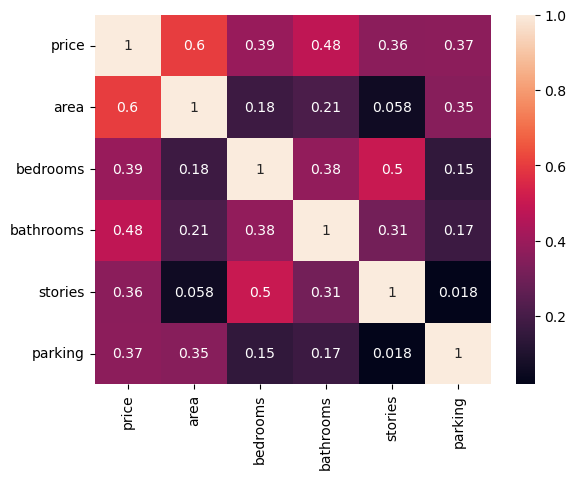 price 1 0.6 0.39 0.48 0.36 0.37
area 0.6 1 0.18 0.21 0.058 0.35
bedrooms 0.39 0.18 1 0.38 0.5 0.15
bathrooms 0.48 0.21 0.38 1 0.31 0.17
stories 0.36 0.058 0.5 0.31 1 0.018
parking 0.37 0.35 0.15 0.17 0.018 1
price area bedrooms bathrooms stories parking
1.0
0.8
0.6
0.4
0.2